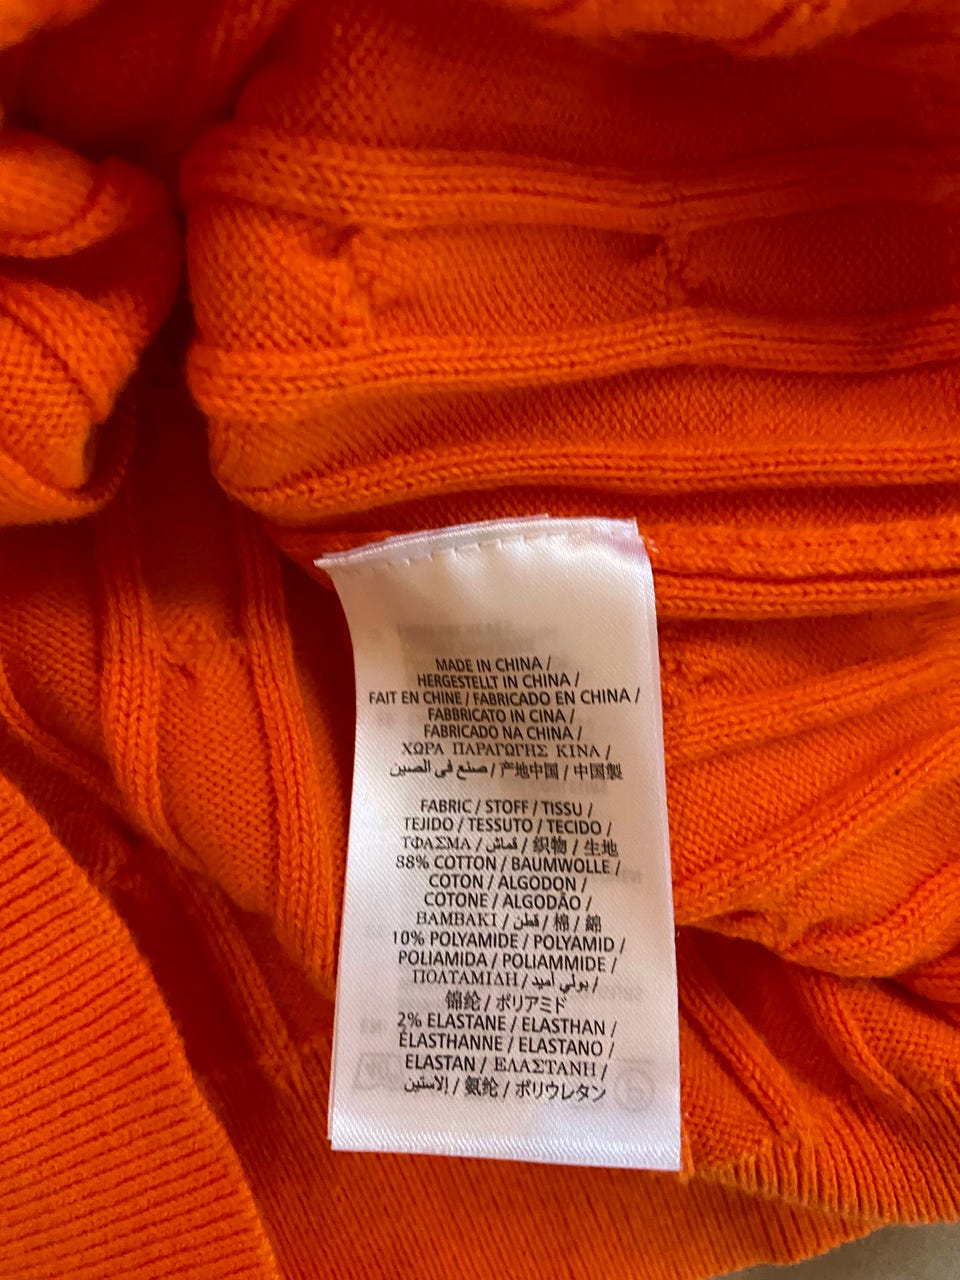 MADE IN CHINA /
HERGESTELLT IN CHINA /
FAIT EN CHINE / FABRICADO EN CHINA /
FABBRICATO IN CINA /
FABRICADO NA CHINA /
ΧΩΡΑ ΠΑΡΑΓΩΓΗΣ ΚΙΝΑ /
صنع في الصين / 产地中国 / 中国製
FABRIC / STOFF / TISSU /
TEJIDO / TESSUTO / TECIDO /
ΤΦΑΣΜΑ / قماش / 织物 / 生地
88% COTTON / BAUMWOLLE /
COTON / ALGODON /
COTONE / ALGODÃO /
ΒΑΜΒΑΚΙ / قطن / 棉 / 綿
10% POLYAMIDE / POLYAMID /
POLIAMIDA / POLIAMMIDE /
ΠΟΛΤΑΜΙΔΗ / بولي أميد /
锦纶 / ポリアミド
2% ELASTANE / ELASTHAN /
ÉLASTHANNE / ELASTANO /
ELASTAN / ΕΛΑΣΤΑΝΗ /
إلاستين / 氨纶 / ポリウレタン